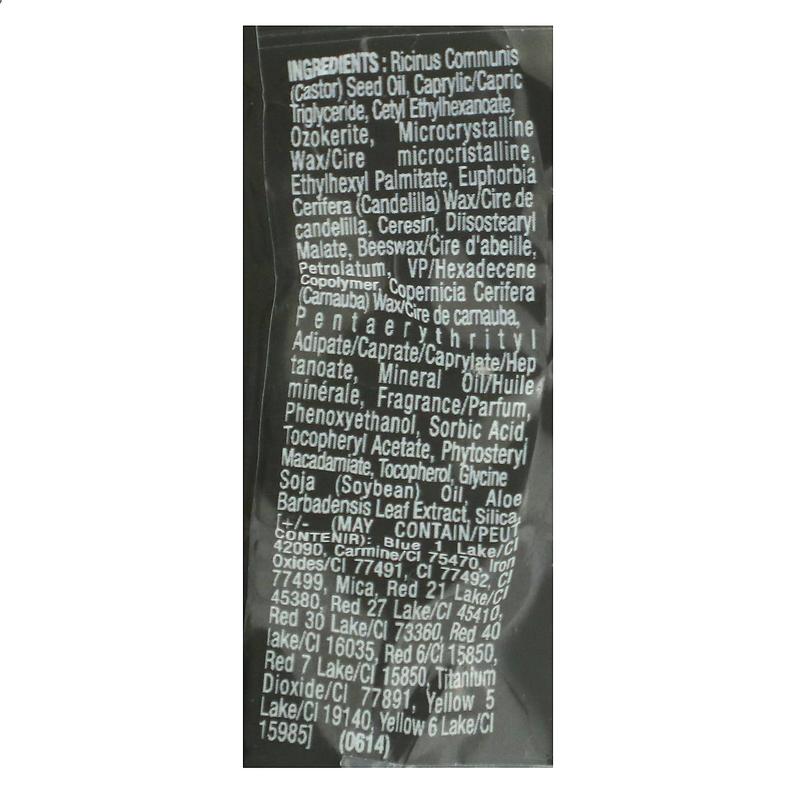 INGREDIENTS : Ricinus Communis
(Castor) Seed Oil, Caprylic/Capric
Triglyceride, Cetyl Ethylhexanoate,
Ozokerite, Microcrystalline
Wax/Cire microcristalline,
Ethylhexyl Palmitate, Euphorbia
Cerifera (Candelilla) Wax/Cire de
candelilla, Ceresin, Diisostearyl
Malate, Beeswax/Cire d'abeille,
Petrolatum, VP/Hexadecene
Copolymer, Copernicia Cerifera
(Carnauba) Wax/Cire de carnauba,
Pentaerythrityl
Adipate/Caprate/Caprylate/Hep
tanoate, Mineral Oil/Huile
minérale, Fragrance/Parfum,
Phenoxyethanol, Sorbic Acid,
Tocopheryl Acetate, Phytosteryl
Macadamiate, Tocopherol, Glycine
Soja (Soybean) Oil, Aloe
Barbadensis Leaf Extract, Silica,
[+/- (MAY CONTAIN/PEUT
CONTENIR): Blue 1 Lake/CI
42090, Carmine/CI 75470, Iron
Oxides/CI 77491, CI 77492, CI
77499, Mica, Red 21 Lake/CI
45380, Red 27 Lake/CI 45410,
Red 30 Lake/CI 73360, Red 40
lake/CI 16035, Red 6/CI 15850,
Red 7 Lake/CI 15850, Titanium
Dioxide/CI 77891, Yellow 5
Lake/CI 19140, Yellow 6 Lake/CI
15985] (0614)